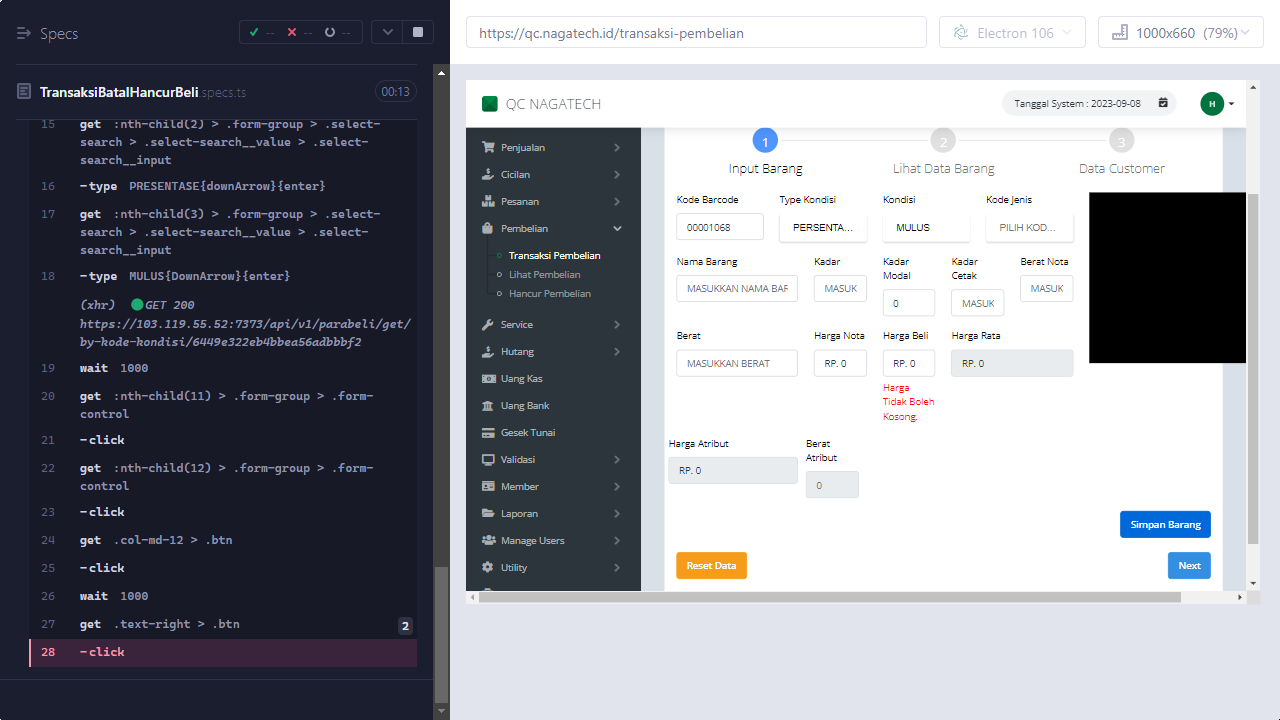 Specs
--
--
--
TransaksiBatalHancurBeli.specs.ts
00:13
15 get :nth-child(2) > .form-group > .select-
search > .select-search__value > .select-
search__input
16 -type PRESENTASE{downArrow}{enter}
17 get :nth-child(3) > .form-group > .select-
search > .select-search__value > .select-
search__input
18 -type MULUS{DownArrow}{enter}
(xhr) GET 200
https://103.119.55.52:7373/api/v1/parabeli/get/
by-kode-kondisi/6449e322eb4bbea56adbbbf2
19 wait 1000
20 get :nth-child(11) > .form-group > .form-
control
21 -click
22 get :nth-child(12) > .form-group > .form-
control
23 -click
24 get .col-md-12 > .btn
25 -click
26 wait 1000
27 get .text-right > .btn 2
28 -click
https://qc.nagatech.id/transaksi-pembelian
Electron 106
1000x660 (79%)
QC NAGATECH
Tanggal System : 2023-09-08
H
Penjualan
Cicilan
Pesanan
Pembelian
Transaksi Pembelian
Lihat Pembelian
Hancur Pembelian
Service
Hutang
Uang Kas
Uang Bank
Gesek Tunai
Validasi
Member
Laporan
Manage Users
Utility
1 2 3
Input Barang Lihat Data Barang Data Customer
Kode Barcode Type Kondisi Kondisi Kode Jenis
00001068 PERSENTA... MULUS PILIH KOD...
Nama Barang Kadar Kadar Modal Kadar Cetak Berat Nota
MASUKKAN NAMA BAR MASUK 0 MASUK MASUK
Berat Harga Nota Harga Beli Harga Rata
MASUKKAN BERAT RP. 0 RP. 0 RP. 0
Harga
Tidak Boleh
Kosong.
Harga Atribut Berat Atribut
RP. 0 0
Simpan Barang
Reset Data Next